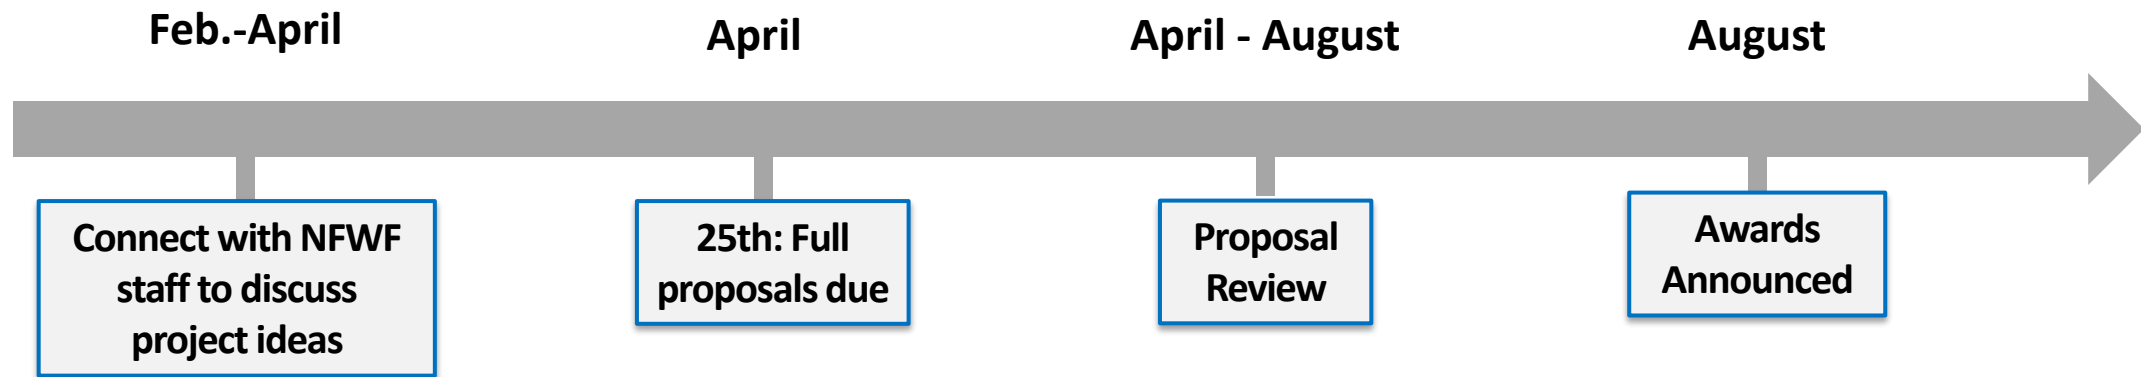 Feb.-April
April
April - August
August
Connect with NFWF
staff to discuss
project ideas
25th: Full
proposals due
Proposal
Review
Awards
Announced